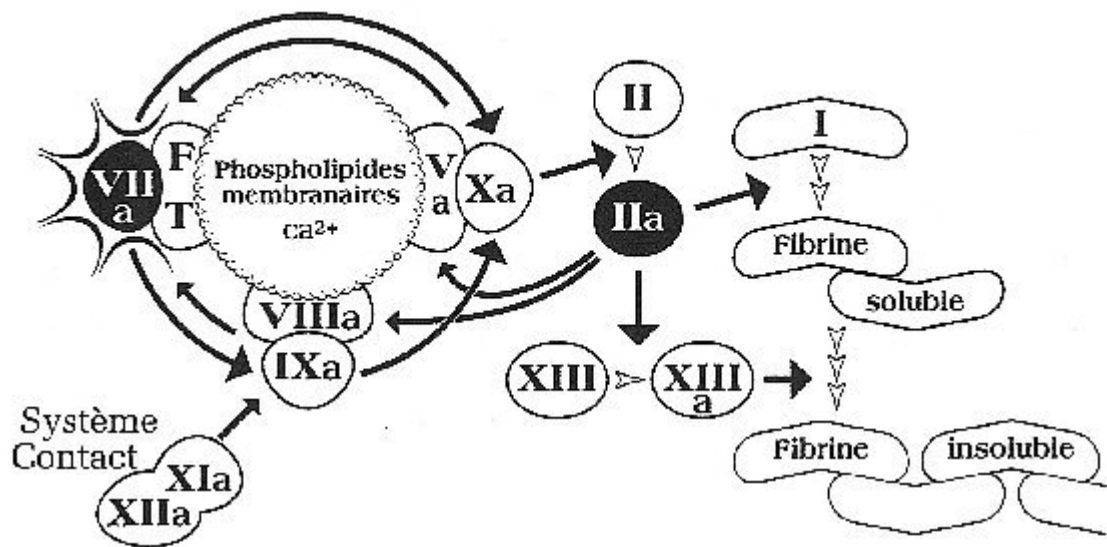 II
I
F
T
VII
a
Phospholipides
membranaires
ca2+
V
a
Xa
IIa
Fibrine
soluble
VIIIa
IXa
XIII
XIII
a
Système
Contact
XIa
XIIa
Fibrine
insoluble